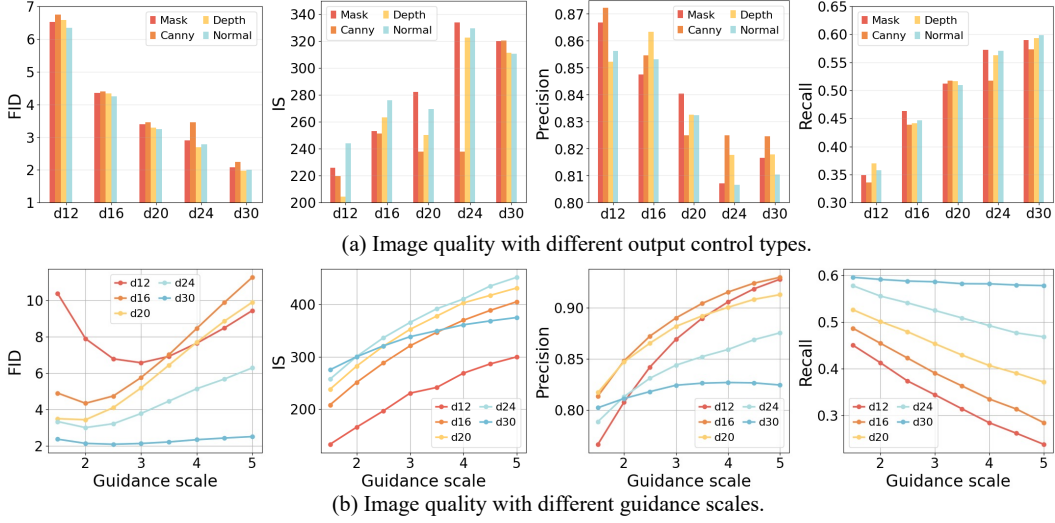 FID
7
6
5
4
3
2
1
Mask
Canny
Depth
Normal
d12 d16 d20 d24 d30
IS
340
320
300
280
260
240
220
200
Mask
Canny
Depth
Normal
d12 d16 d20 d24 d30
Precision
0.87
0.86
0.85
0.84
0.83
0.82
0.81
0.80
Mask
Canny
Depth
Normal
d12 d16 d20 d24 d30
Recall
0.65
0.60
0.55
0.50
0.45
0.40
0.35
0.30
Mask
Canny
Depth
Normal
d12 d16 d20 d24 d30
(a) Image quality with different output control types.
FID
10
8
6
4
2
d12
d16
d20
d24
d30
2 3 4 5
Guidance scale
IS
400
300
200
d12
d16
d20
d24
d30
2 3 4 5
Guidance scale
Precision
0.90
0.85
0.80
d12
d16
d20
d24
d30
2 3 4 5
Guidance scale
Recall
0.6
0.5
0.4
0.3
d12
d16
d20
d24
d30
2 3 4 5
Guidance scale
(b) Image quality with different guidance scales.